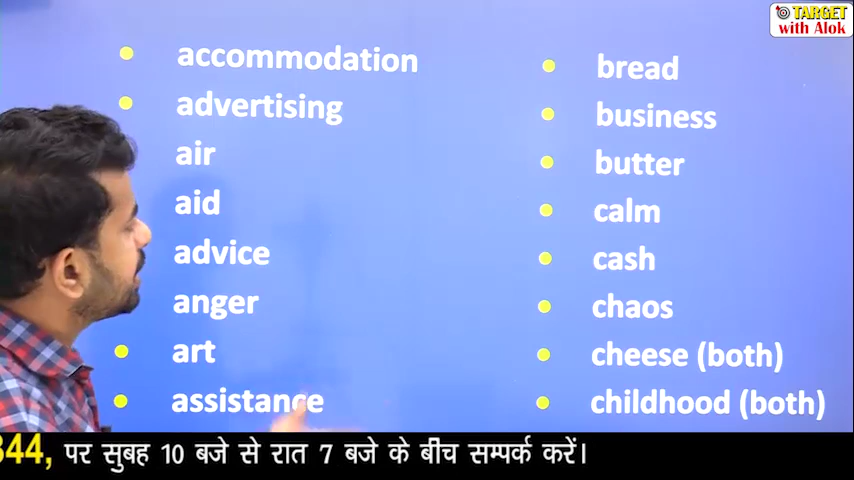 TARGET
with Alok
accommodation
advertising
air
aid
advice
anger
art
assistance
bread
business
butter
calm
cash
chaos
cheese (both)
childhood (both)
344, पर सुबह 10 बजे से रात 7 बजे के बीच सम्पर्क करें।